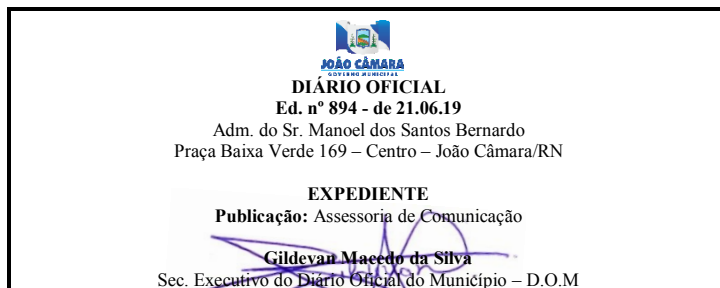 JOÃO CÂMARA
GOVERNO MUNICIPAL
DIÁRIO OFICIAL
Ed. nº 894 - de 21.06.19
Adm. do Sr. Manoel dos Santos Bernardo
Praça Baixa Verde 169 – Centro – João Câmara/RN
EXPEDIENTE
Publicação: Assessoria de Comunicação
Gildevan Macedo da Silva
Sec. Executivo do Diário Oficial do Município – D.O.M